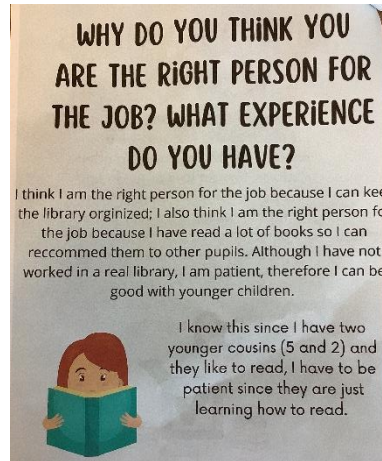 WHY DO YOU THINK YOU
ARE THE RIGHT PERSON FOR
THE JOB? WHAT EXPERIENCE
DO YOU HAVE?
I think I am the right person for the job because I can
the library orginized; I also think I am the right person
the job because I have read a lot of books so I can
reccommed them to other pupils. Although I have not
worked in a real library, I am patient, therefore I can be
good with younger children.
I know this since I have two
younger cousins (5 and 2) and
they like to read, I have to be
patient since they are just
learning how to read.